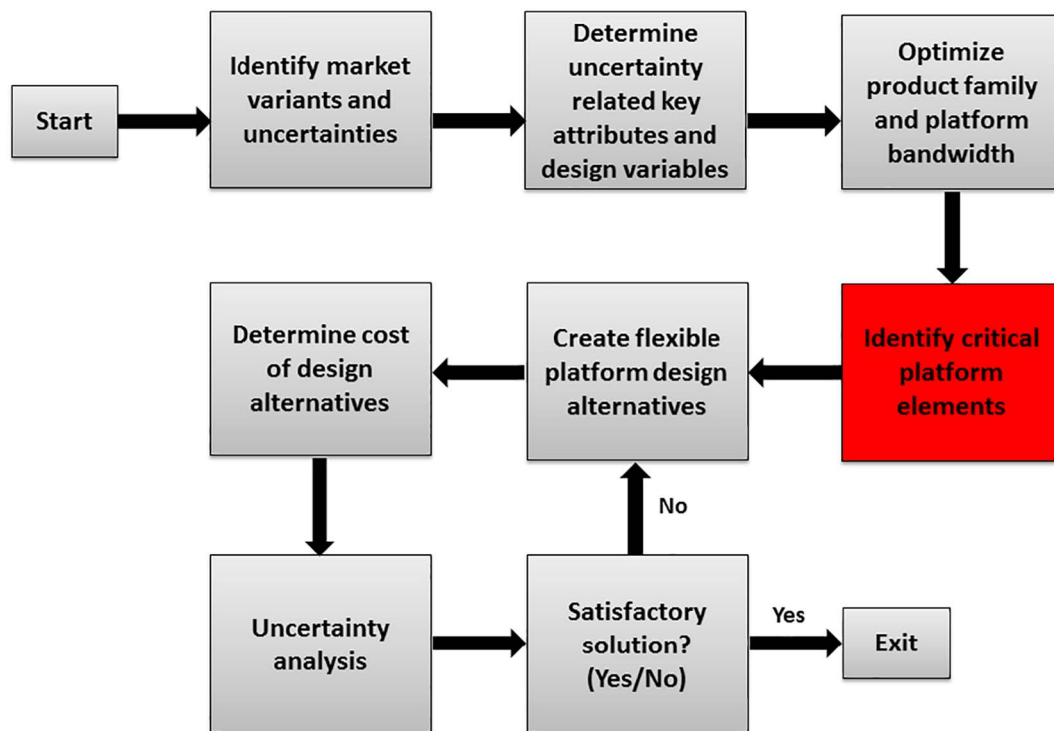 Start
Identify market
variants and
uncertainties
Determine
uncertainty
related key
attributes and
design variables
Optimize
product family
and platform
bandwidth
Identify critical
platform
elements
Create flexible
platform design
alternatives
Determine cost
of design
alternatives
Uncertainty
analysis
Satisfactory
solution?
(Yes/No)
No
Yes
Exit